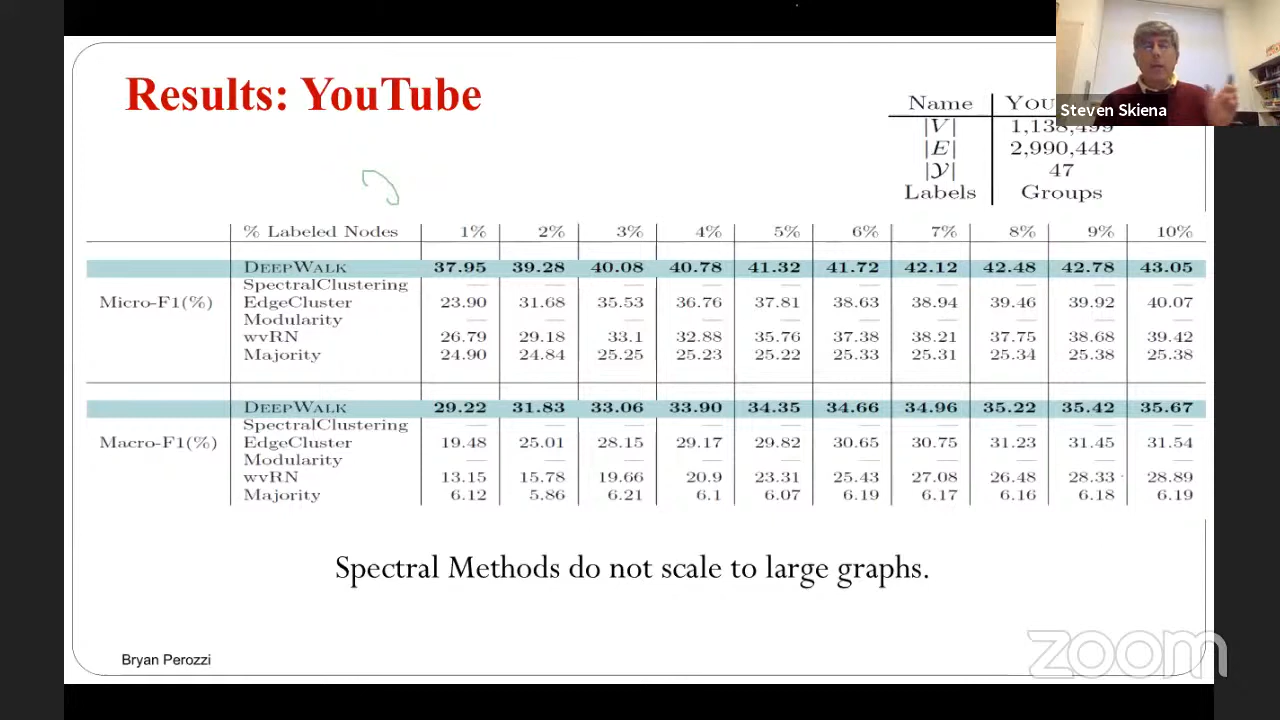 Results: YouTube
Steven Skiena
Name YOU
|V| 1,138,499
|E| 2,990,443
|Y| 47
Labels Groups
% Labeled Nodes 1% 2% 3% 4% 5% 6% 7% 8% 9% 10%
DEEPWALK 37.95 39.28 40.08 40.78 41.32 41.72 42.12 42.48 42.78 43.05
SpectralClustering — — — — — — — — — —
Micro-F1(%) EdgeCluster 23.90 31.68 35.53 36.76 37.81 38.63 38.94 39.46 39.92 40.07
Modularity — — — — — — — — — —
wvRN 26.79 29.18 33.1 32.88 35.76 37.38 38.21 37.75 38.68 39.42
Majority 24.90 24.84 25.25 25.23 25.22 25.33 25.31 25.34 25.38 25.38
DEEPWALK 29.22 31.83 33.06 33.90 34.35 34.66 34.96 35.22 35.42 35.67
SpectralClustering — — — — — — — — — —
Macro-F1(%) EdgeCluster 19.48 25.01 28.15 29.17 29.82 30.65 30.75 31.23 31.45 31.54
Modularity — — — — — — — — — —
wvRN 13.15 15.78 19.66 20.9 23.31 25.43 27.08 26.48 28.33 28.89
Majority 6.12 5.86 6.21 6.1 6.07 6.19 6.17 6.16 6.18 6.19
Spectral Methods do not scale to large graphs.
Bryan Perozzi
zoom